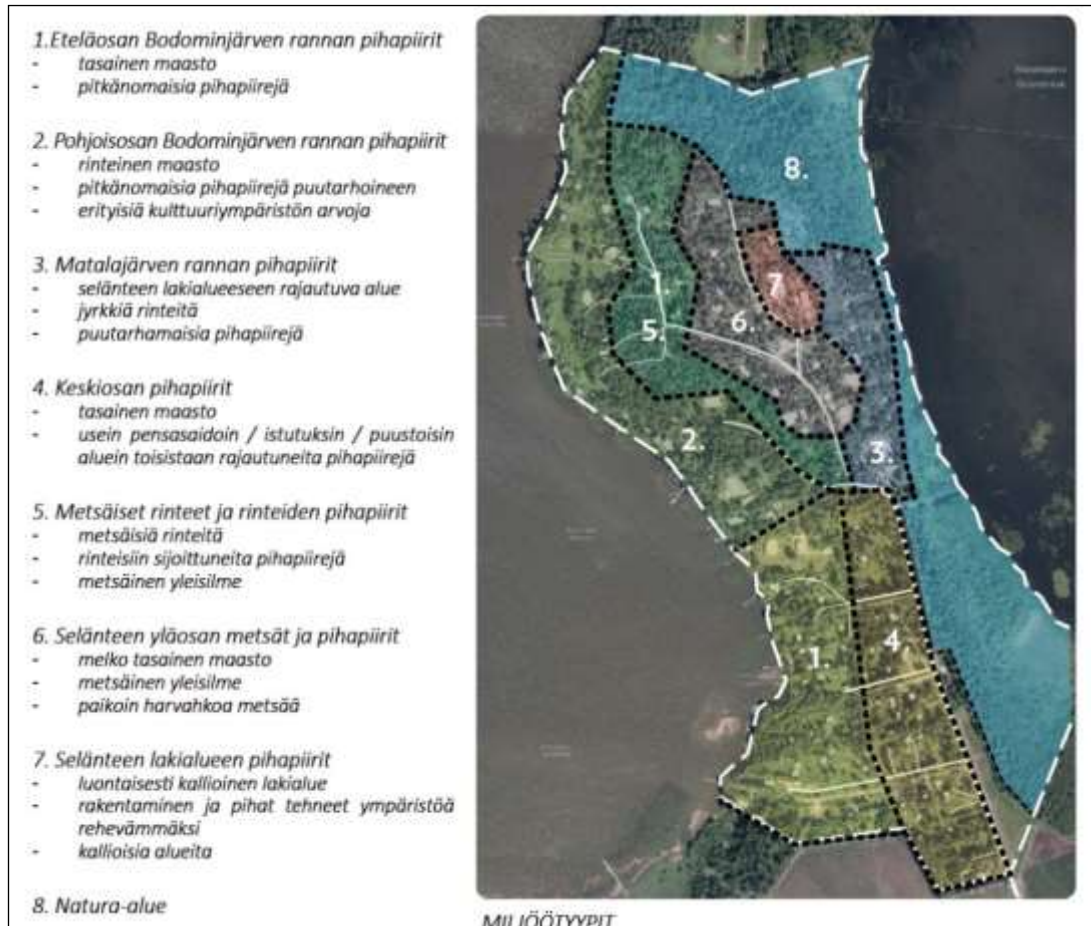 1.Eteläosan Bodominjärven rannan pihapiirit
- tasainen maasto
- pitkänomaisia pihapiirejä
2. Pohjoisosan Bodominjärven rannan pihapiirit
- rinteinen maasto
- pitkänomaisia pihapiirejä puutarhoineen
- erityisiä kulttuuriympäristön arvoja
3. Matalajärven rannan pihapiirit
- selänteen lakialueeseen rajautuva alue
- jyrkkiä rinteitä
- puutarhamaisia pihapiirejä
4. Keskiosan pihapiirit
- tasainen maasto
- usein pensasaidoin / istutuksin / puustoisin
aluein toisistaan rajautuneita pihapiirejä
5. Metsäiset rinteet ja rinteiden pihapiirit
- metsäisiä rinteitä
- rinteisiin sijoittuneita pihapiirejä
- metsäinen yleisilme
6. Selänteen yläosan metsät ja pihapiirit
- melko tasainen maasto
- metsäinen yleisilme
- paikoin harvahkoa metsää
7. Selänteen lakialueen pihapiirit
- luontaisesti kallioinen lakialue
- rakentaminen ja pihat tehneet ympäristöä
rehevämmäksi
- kallioisia alueita
8. Natura-alue
8.
7
6.
5.
2.
3.
1.
4.
MILJÖÖTYYPIT